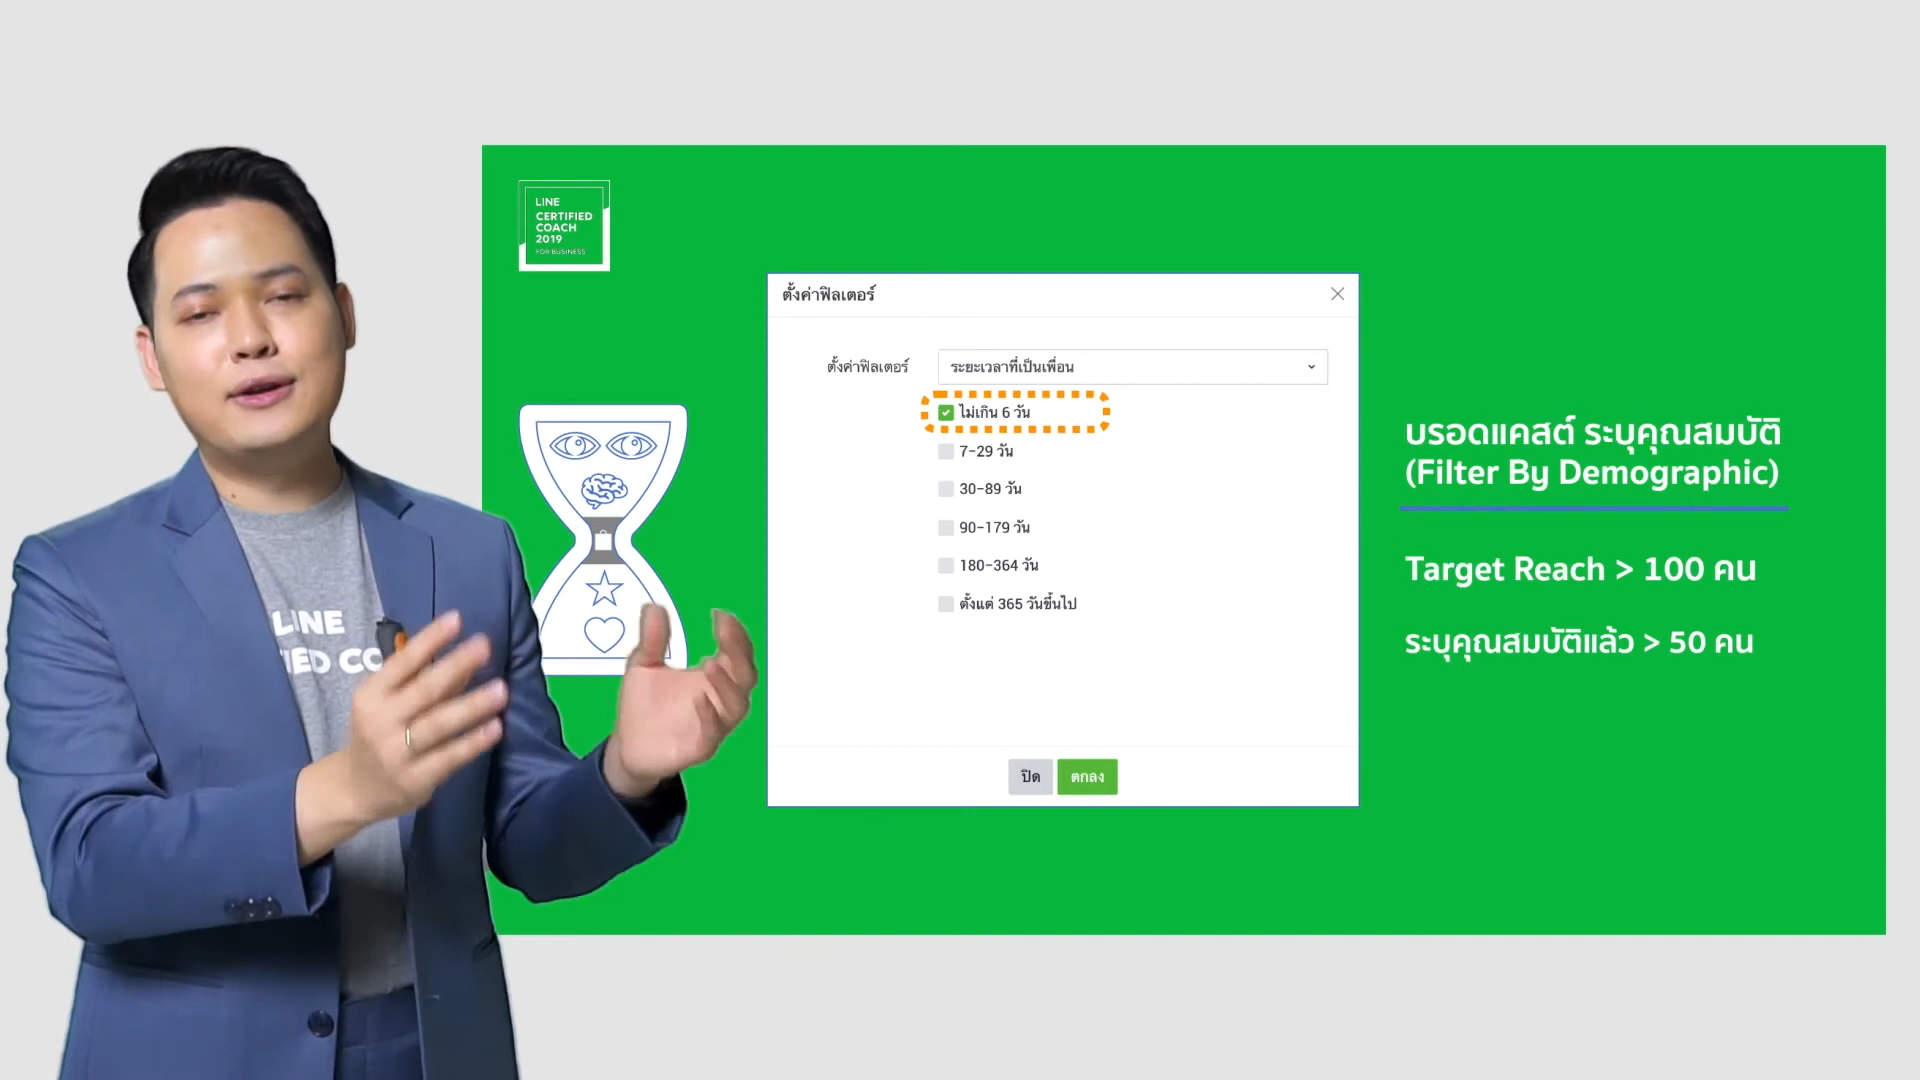 LINE
CERTIFIED
COACH
2019
FOR BUSINESS
ตั้งค่าฟิลเตอร์
ตั้งค่าฟิลเตอร์
ระยะเวลาที่เป็นเพื่อน
ไม่เกิน 6 วัน
7-29 วัน
30-89 วัน
90-179 วัน
180-364 วัน
ตั้งแต่ 365 วันขึ้นไป
ปิด
ตกลง
บรอดแคสต์ ระบุคุณสมบัติ
(Filter By Demographic)
Target Reach > 100 คน
ระบุคุณสมบัติแล้ว > 50 คน
LINE
IED CO